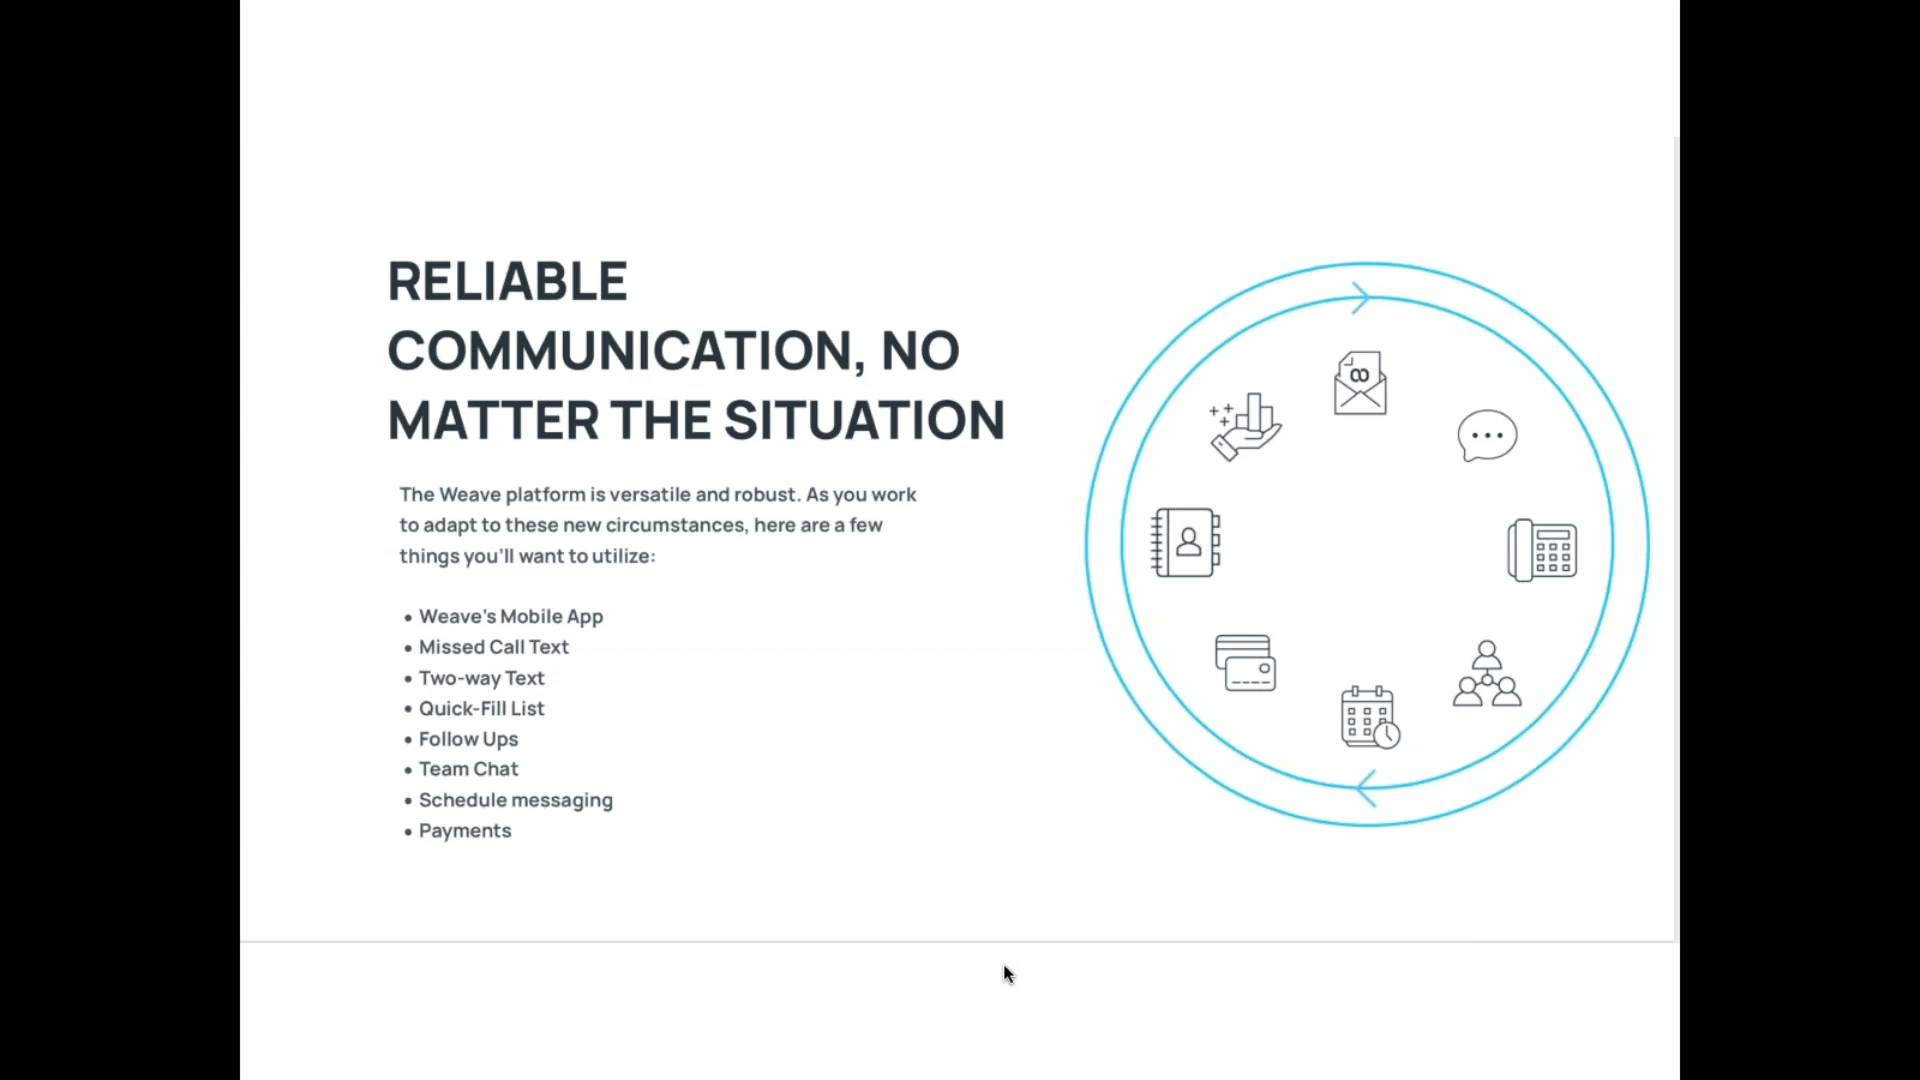 RELIABLE
COMMUNICATION, NO
MATTER THE SITUATION
The Weave platform is versatile and robust. As you work
to adapt to these new circumstances, here are a few
things you'll want to utilize:
• Weave's Mobile App
• Missed Call Text
• Two-way Text
• Quick-Fill List
• Follow Ups
• Team Chat
• Schedule messaging
• Payments